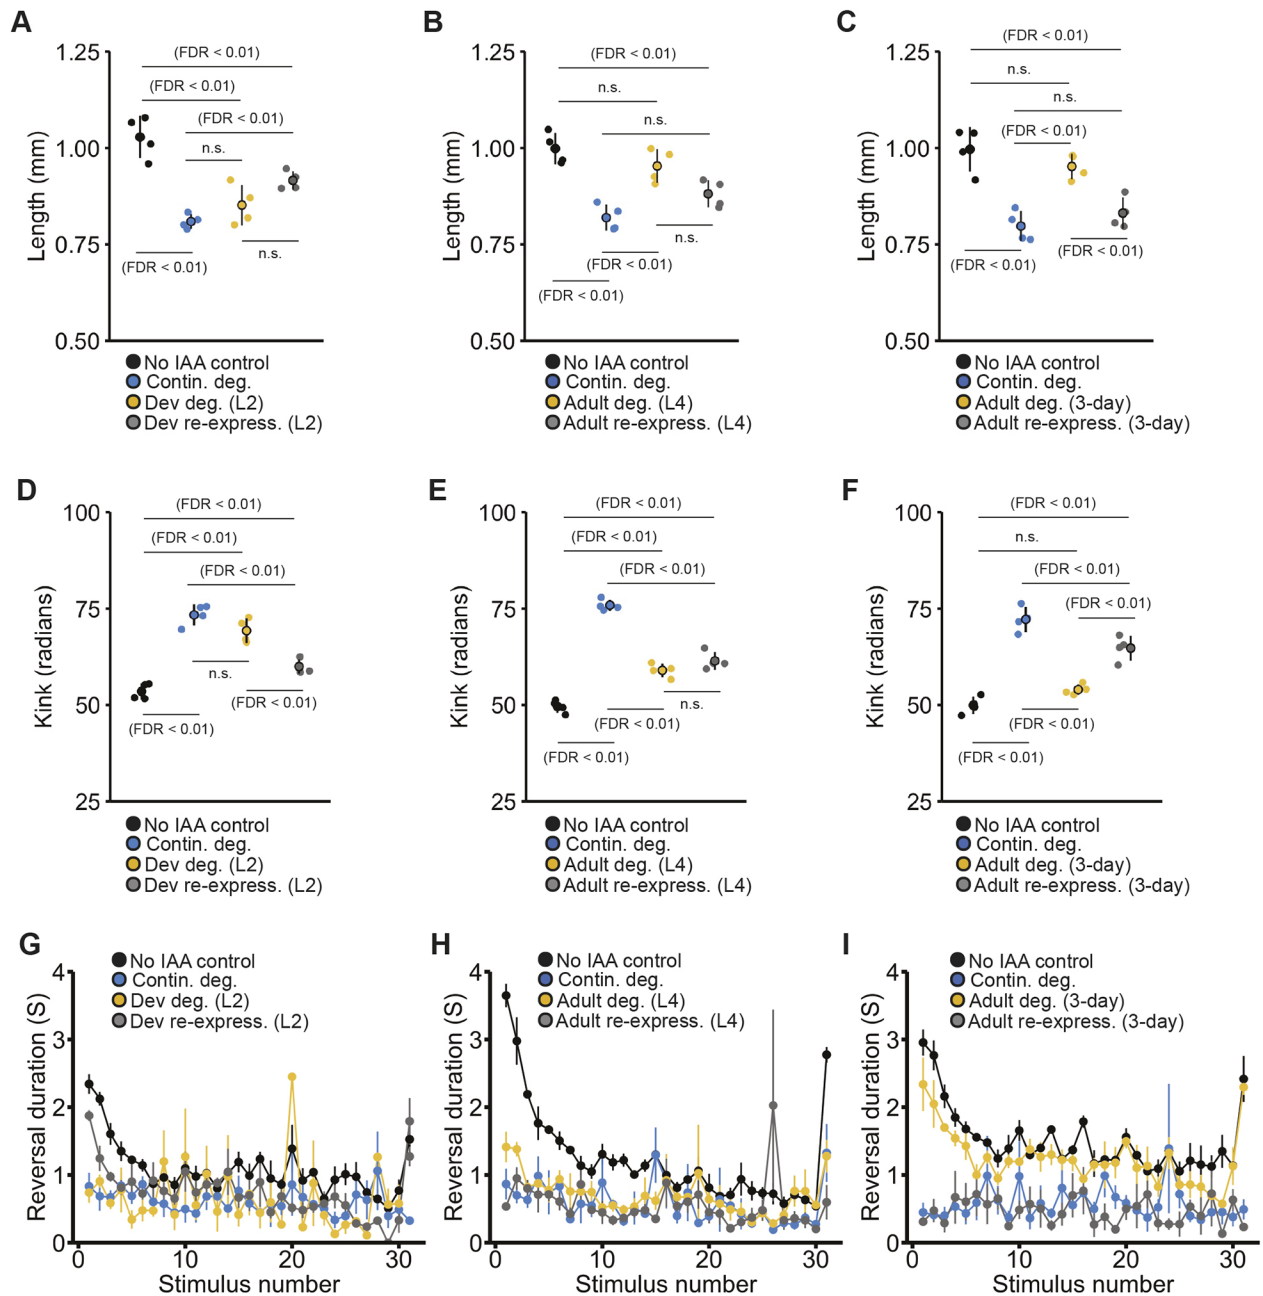 A
B
C
(FDR < 0.01)
(FDR < 0.01)
(FDR < 0.01)
n.s.
(FDR < 0.01)
n.s.
(FDR < 0.01)
Length (mm)
1.25
1.00
0.75
0.50
(FDR < 0.01)
n.s.
n.s.
n.s.
(FDR < 0.01)
(FDR < 0.01)
Length (mm)
1.25
1.00
0.75
0.50
(FDR < 0.01)
n.s.
n.s.
(FDR < 0.01)
(FDR < 0.01)
(FDR < 0.01)
Length (mm)
1.25
1.00
0.75
0.50
No IAA control
Contin. deg.
Dev deg. (L2)
Dev re-express. (L2)
No IAA control
Contin. deg.
Adult deg. (L4)
Adult re-express. (L4)
No IAA control
Contin. deg.
Adult deg. (3-day)
Adult re-express. (3-day)
D
E
F
(FDR < 0.01)
(FDR < 0.01)
(FDR < 0.01)
n.s.
(FDR < 0.01)
(FDR < 0.01)
Kink (radians)
100
75
50
25
(FDR < 0.01)
(FDR < 0.01)
(FDR < 0.01)
n.s.
(FDR < 0.01)
(FDR < 0.01)
Kink (radians)
100
75
50
25
(FDR < 0.01)
n.s.
(FDR < 0.01)
(FDR < 0.01)
(FDR < 0.01)
(FDR < 0.01)
Kink (radians)
100
75
50
25
No IAA control
Contin. deg.
Dev deg. (L2)
Dev re-express. (L2)
No IAA control
Contin. deg.
Adult deg. (L4)
Adult re-express. (L4)
No IAA control
Contin. deg.
Adult deg. (3-day)
Adult re-express. (3-day)
G
H
I
No IAA control
Contin. deg.
Dev deg. (L2)
Dev re-express. (L2)
Reversal duration (S)
4
3
2
1
0
0 10 20 30
Stimulus number
No IAA control
Contin. deg.
Adult deg. (L4)
Adult re-express. (L4)
Reversal duration (S)
4
3
2
1
0
0 10 20 30
Stimulus number
No IAA control
Contin. deg.
Adult deg. (3-day)
Adult re-express. (3-day)
Reversal duration (S)
4
3
2
1
0
0 10 20 30
Stimulus number